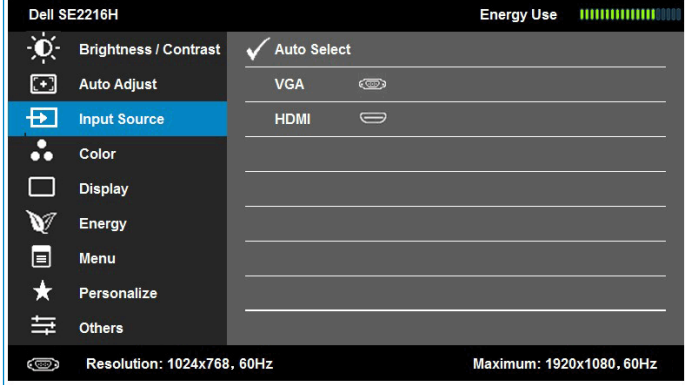 Dell SE2216H Energy Use
Brightness / Contrast Auto Select
Auto Adjust VGA
Input Source HDMI
Color
Display
Energy
Menu
Personalize
Others
Resolution: 1024x768, 60Hz Maximum: 1920x1080, 60Hz